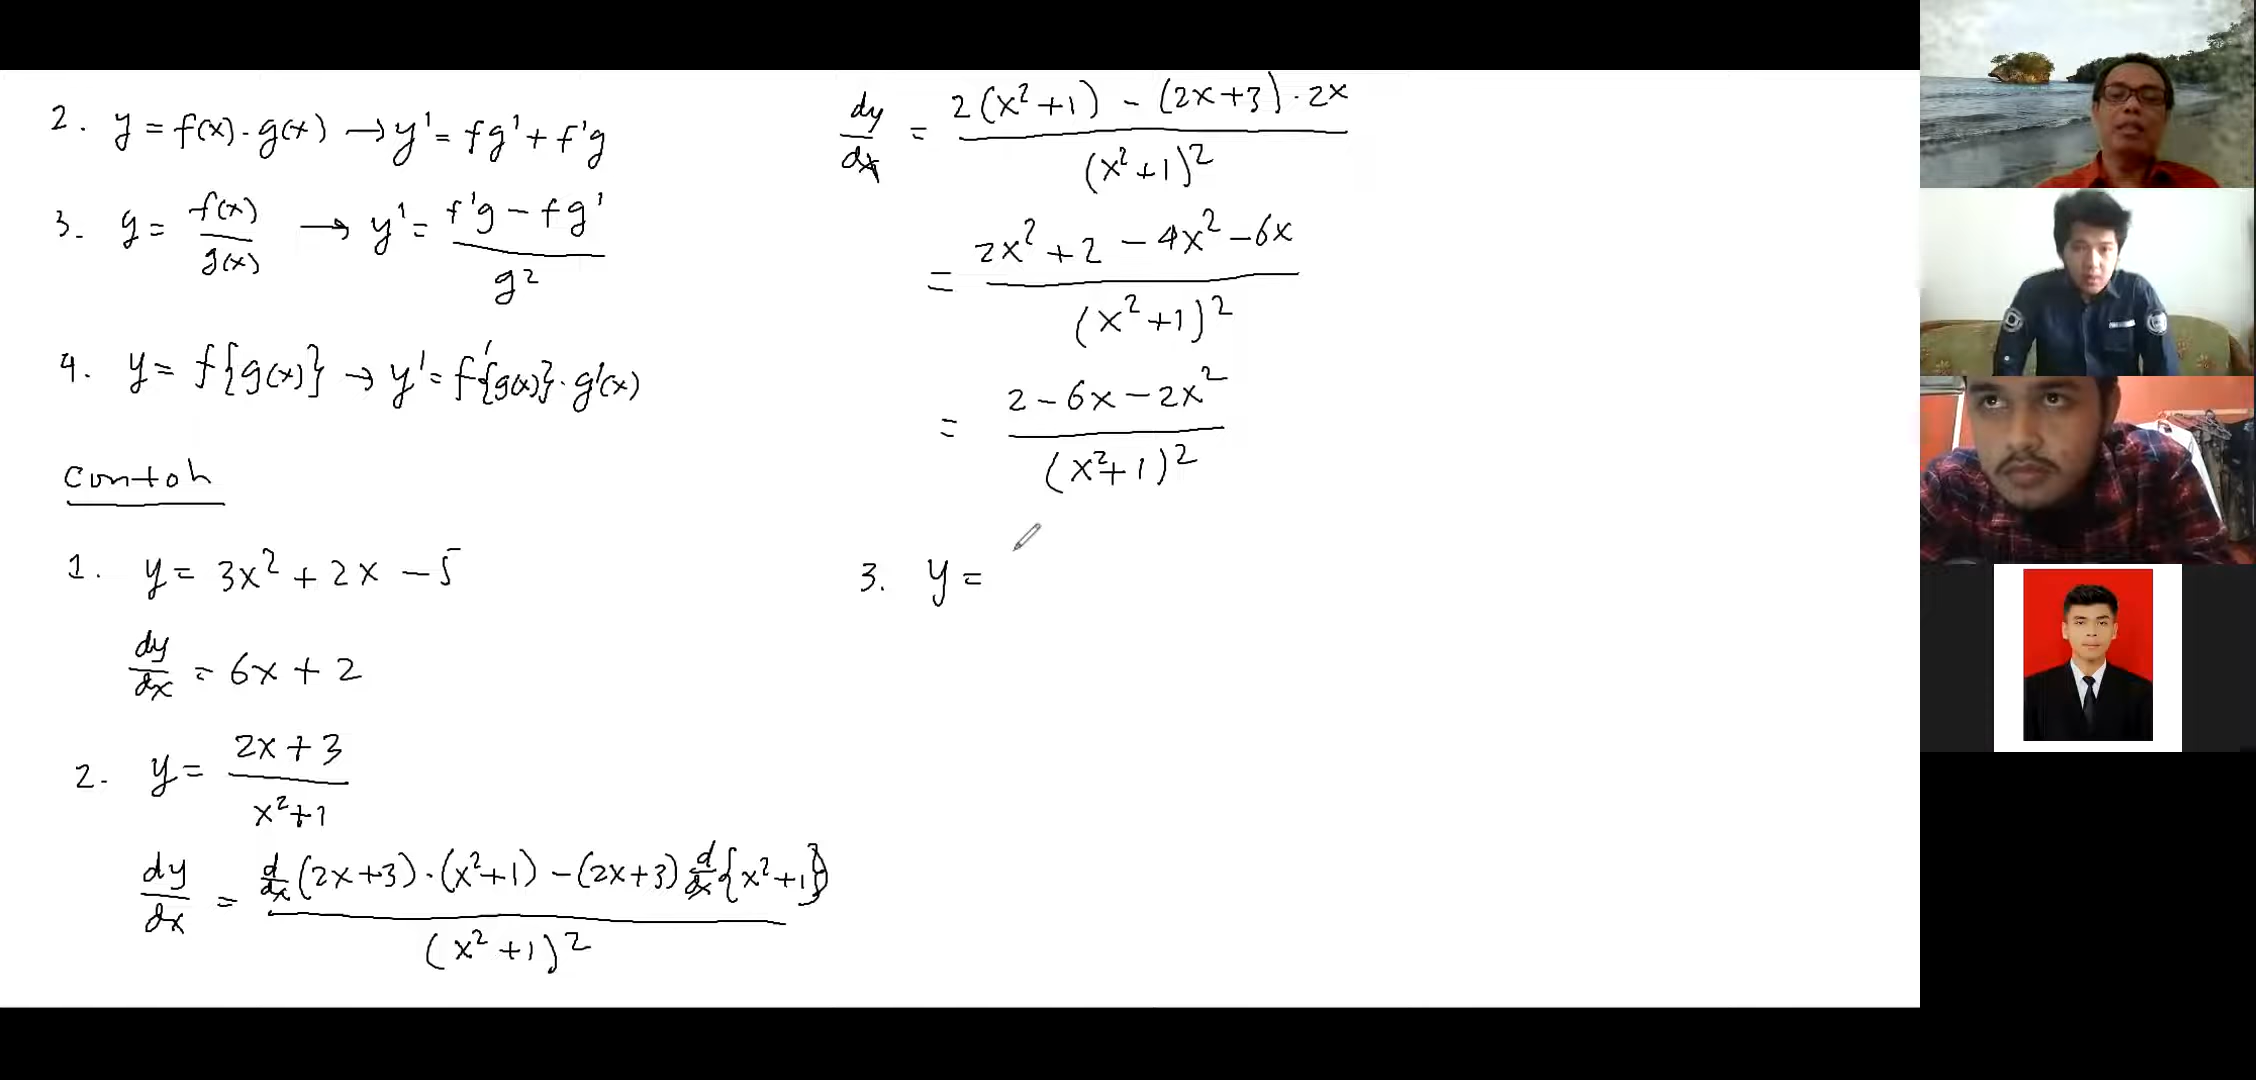 2. y = f(x) . g(x) → y' = fg' + f'g
3. y = f(x) / g(x) → y' = f'g - fg' / g²
4. y = f{g(x)} → y' = f'{g(x)} . g'(x)
Contoh
1. y = 3x² + 2x - 5
dy/dx = 6x + 2
2. y = 2x + 3 / x² + 1
dy/dx = d/dx (2x + 3) . (x² + 1) - (2x + 3) d/dx {x² + 1} / (x² + 1)²
dy/dx = 2(x² + 1) - (2x + 3) . 2x / (x² + 1)²
= 2x² + 2 - 4x² - 6x / (x² + 1)²
= 2 - 6x - 2x² / (x² + 1)²
3. y =